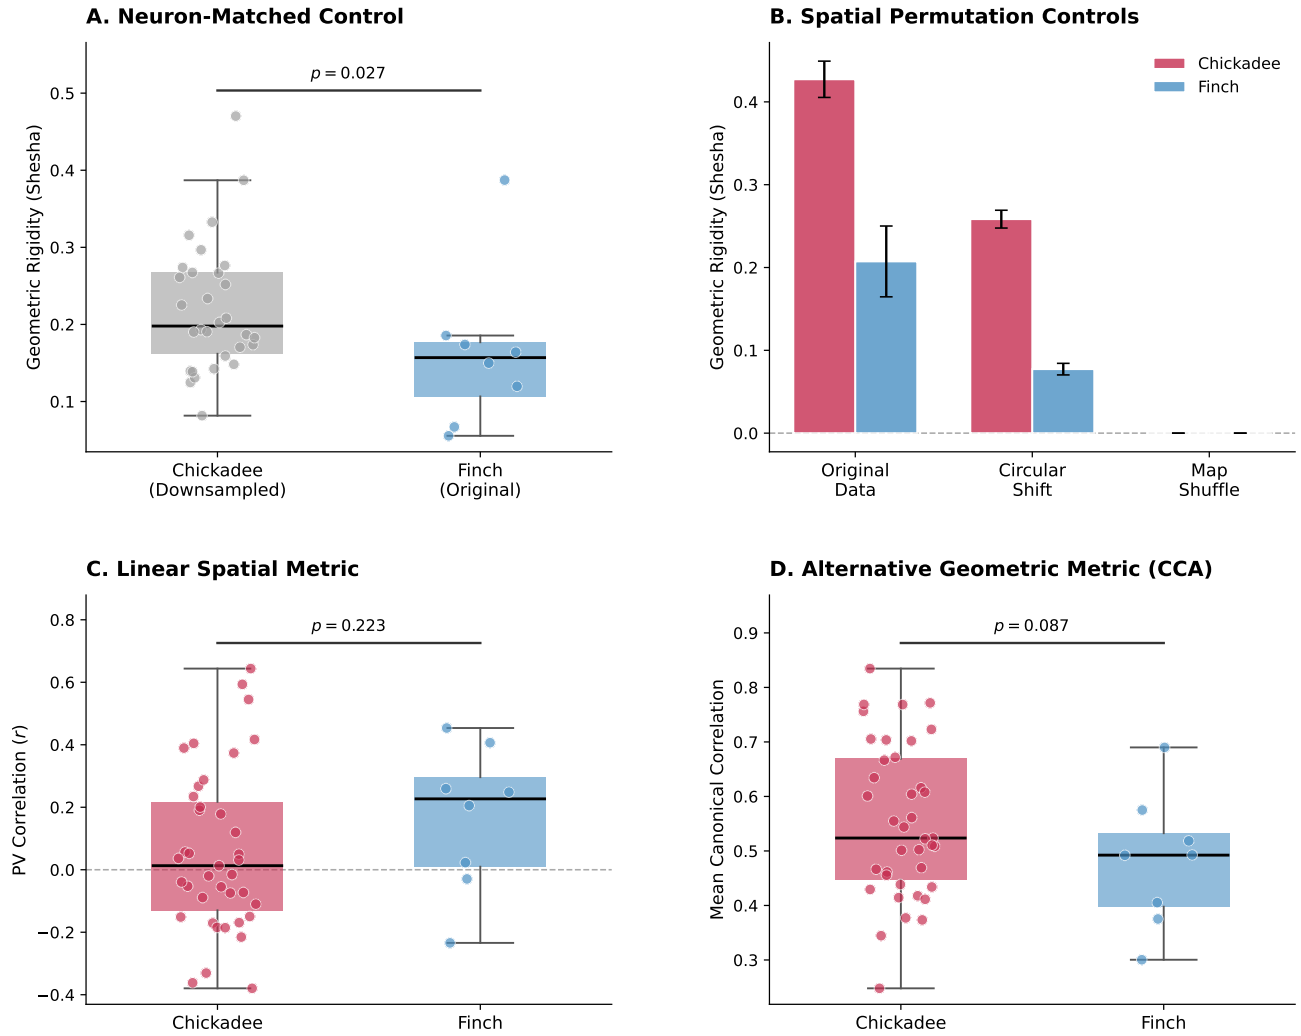 A. Neuron-Matched Control
p = 0.027
Geometric Rigidity (Shesha)
0.5
0.4
0.3
0.2
0.1
Chickadee
(Downsampled)
Finch
(Original)
B. Spatial Permutation Controls
Chickadee
Finch
Geometric Rigidity (Shesha)
0.4
0.3
0.2
0.1
0.0
Original
Data
Circular
Shift
Map
Shuffle
C. Linear Spatial Metric
p = 0.223
PV Correlation (r)
0.8
0.6
0.4
0.2
0.0
−0.2
−0.4
Chickadee
Finch
D. Alternative Geometric Metric (CCA)
p = 0.087
Mean Canonical Correlation
0.9
0.8
0.7
0.6
0.5
0.4
0.3
Chickadee
Finch